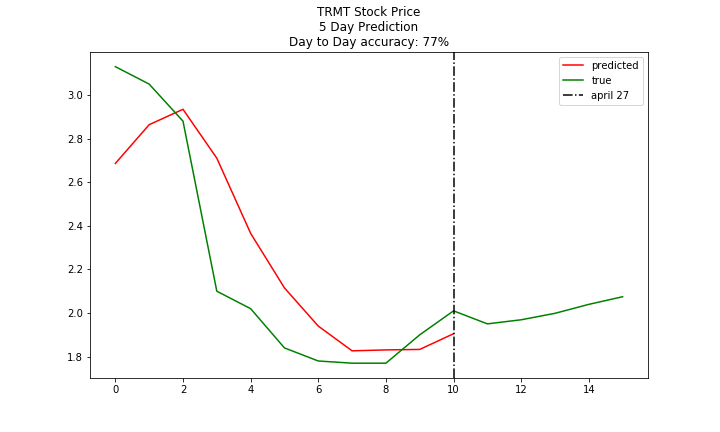 TRMT Stock Price
5 Day Prediction
Day to Day accuracy: 77%
predicted
true
april 27
3.0
2.8
2.6
2.4
2.2
2.0
1.8
0 2 4 6 8 10 12 14